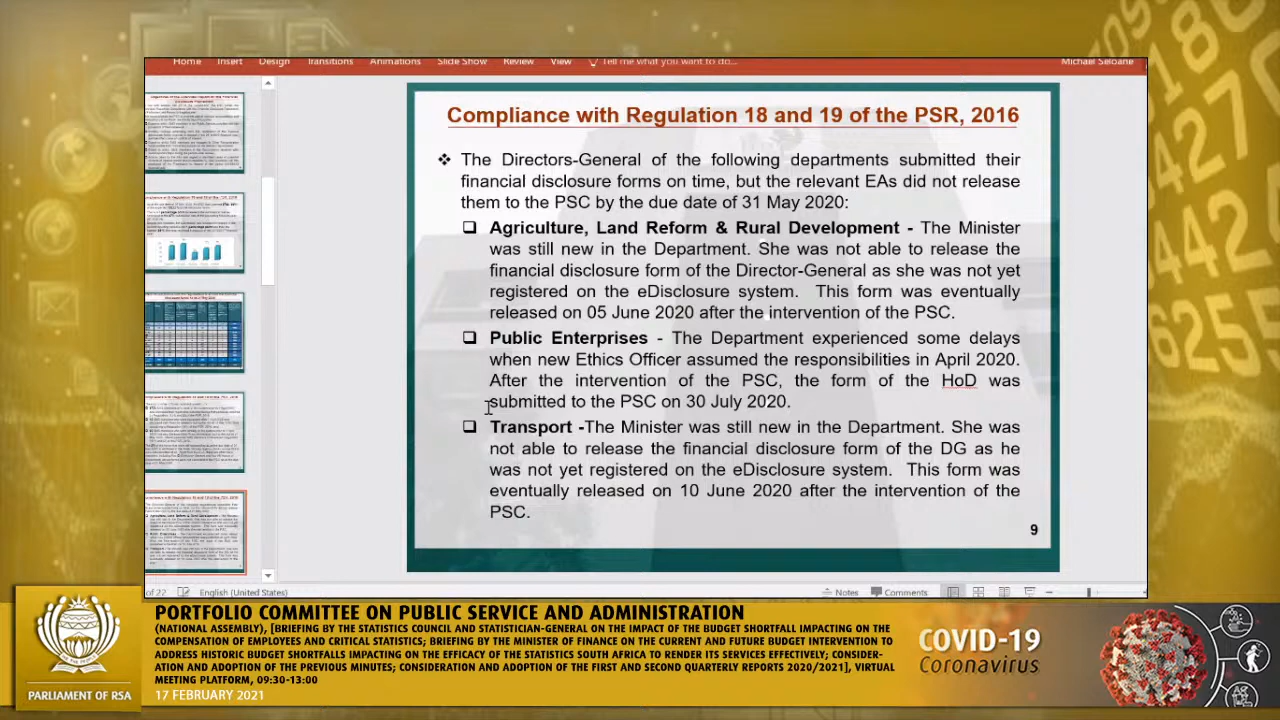 Home Insert Design Transitions Animations Slide Show Review View Tell me what you want to do... Michael Seloane
Compliance with Regulation 18 and 19 of the PSR, 2016
❖ The Directors-General of the following departments submitted their
financial disclosure forms on time, but the relevant EAs did not release
them to the PSC by the due date of 31 May 2020:
❑ Agriculture, Land Reform & Rural Development - The Minister
was still new in the Department. She was not able to release the
financial disclosure form of the Director-General as she was not yet
registered on the eDisclosure system. This form was eventually
released on 05 June 2020 after the intervention of the PSC.
❑ Public Enterprises - The Department experienced some delays
when new Ethics Officer assumed the responsibilities in April 2020.
After the intervention of the PSC, the form of the HoD was
submitted to the PSC on 30 July 2020.
❑ Transport -The Minister was still new in the Department. She was
not able to release the financial disclosure form of the DG as he
was not yet registered on the eDisclosure system. This form was
eventually released on 10 June 2020 after the intervention of the
PSC.
9
of 22 English (United States) Notes Comments
PORTFOLIO COMMITTEE ON PUBLIC SERVICE AND ADMINISTRATION
(NATIONAL ASSEMBLY), [BRIEFING BY THE STATISTICS COUNCIL AND STATISTICIAN-GENERAL ON THE IMPACT OF THE BUDGET SHORTFALL IMPACTING ON THE
COMPENSATION OF EMPLOYEES AND CRITICAL STATISTICS; BRIEFING BY THE MINISTER OF FINANCE ON THE CURRENT AND FUTURE BUDGET INTERVENTION TO
ADDRESS HISTORIC BUDGET SHORTFALLS IMPACTING ON THE EFFICACY OF THE STATISTICS SOUTH AFRICA TO RENDER ITS SERVICES EFFECTIVELY; CONSIDER-
ATION AND ADOPTION OF THE PREVIOUS MINUTES; CONSIDERATION AND ADOPTION OF THE FIRST AND SECOND QUARTERLY REPORTS 2020/2021], VIRTUAL
MEETING PLATFORM, 09:30-13:00
17 FEBRUARY 2021
PARLIAMENT OF RSA
COVID-19
Coronavirus